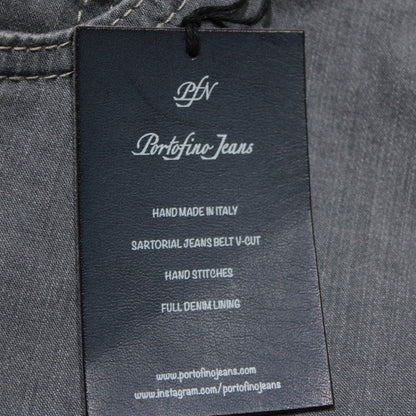 PfN
Portofino Jeans
HAND MADE IN ITALY
SARTORIAL JEANS BELT V-CUT
HAND STITCHES
FULL DENIM LINING
www.portofinojeans.com
www.instagram.com/portofinojeans